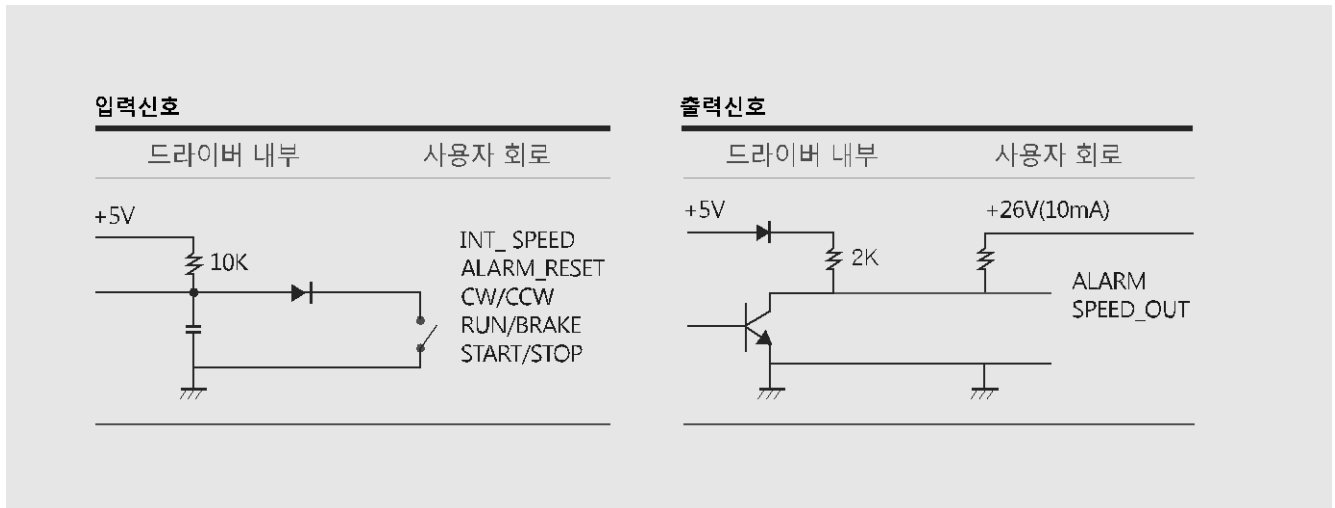 입력신호
드라이버 내부 사용자 회로
+5V
10K
INT_ SPEED
ALARM_RESET
CW/CCW
RUN/BRAKE
START/STOP
출력신호
드라이버 내부 사용자 회로
+5V
+26V(10mA)
2K
ALARM
SPEED_OUT